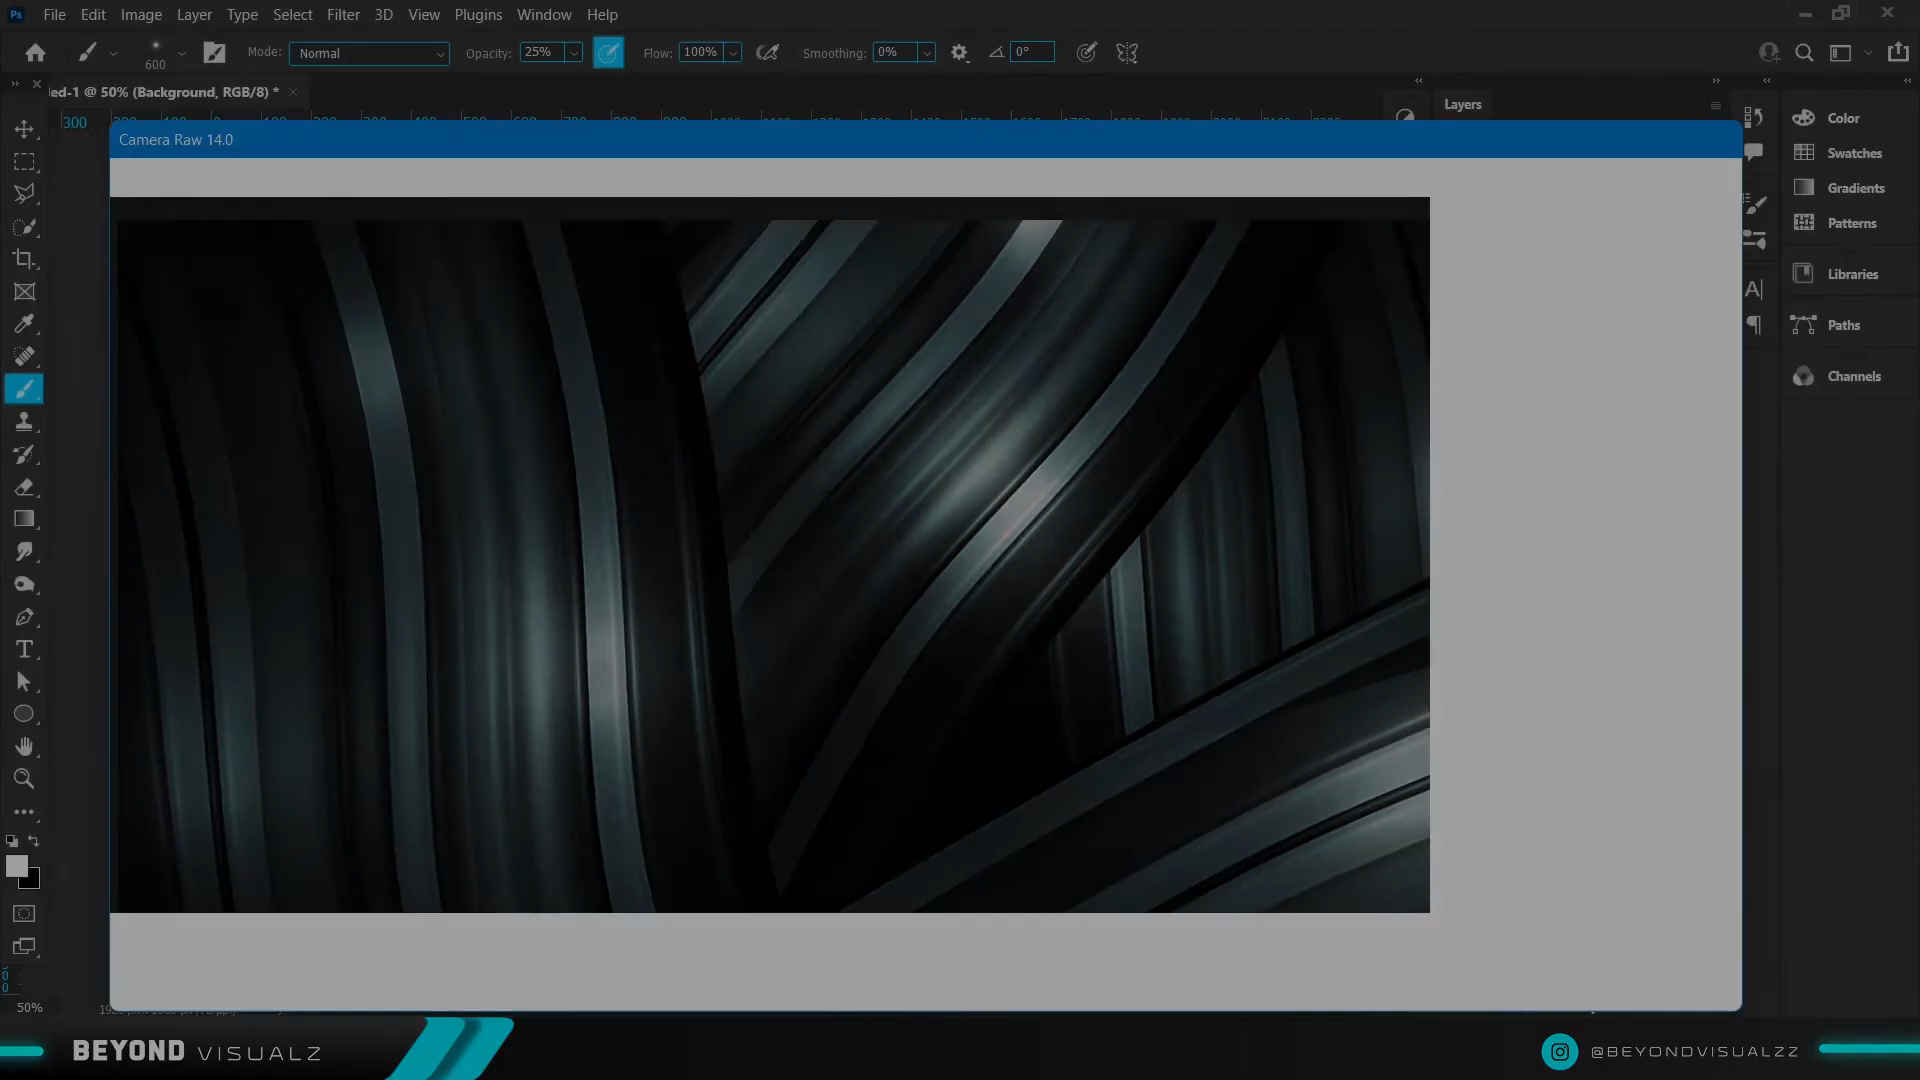 Ps File Edit Image Layer Type Select Filter 3D View Plugins Window Help
600 Mode: Normal Opacity: 25% Flow: 100% Smoothing: 0% 0°
ed-1 @ 50% (Background, RGB/8) *
300
Layers
Camera Raw 14.0
Color
Swatches
Gradients
Patterns
Libraries
Paths
Channels
50%
BEYOND VISUALZ
@BEYONDVISUALZZ